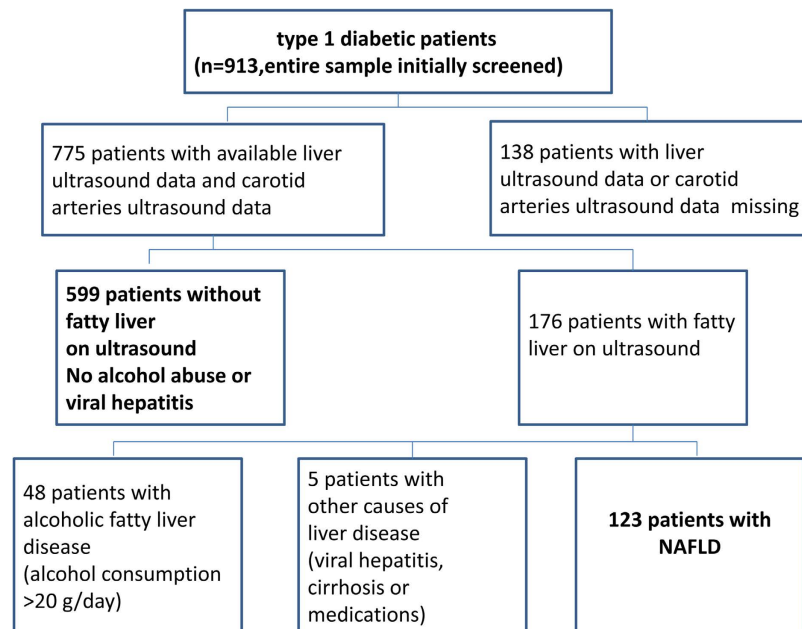 type 1 diabetic patients
(n=913,entire sample initially screened)
775 patients with available liver
ultrasound data and carotid
arteries ultrasound data
138 patients with liver
ultrasound data or carotid
arteries ultrasound data missing
599 patients without
fatty liver
on ultrasound
No alcohol abuse or
viral hepatitis
176 patients with fatty
liver on ultrasound
48 patients with
alcoholic fatty liver
disease
(alcohol consumption
>20 g/day)
5 patients with
other causes of
liver disease
(viral hepatitis,
cirrhosis or
medications)
123 patients with
NAFLD